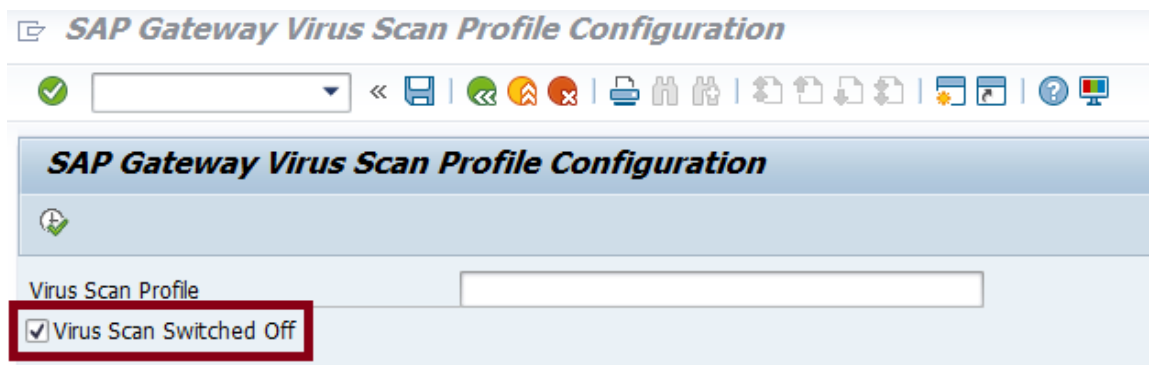 SAP Gateway Virus Scan Profile Configuration
SAP Gateway Virus Scan Profile Configuration
Virus Scan Profile
Virus Scan Switched Off